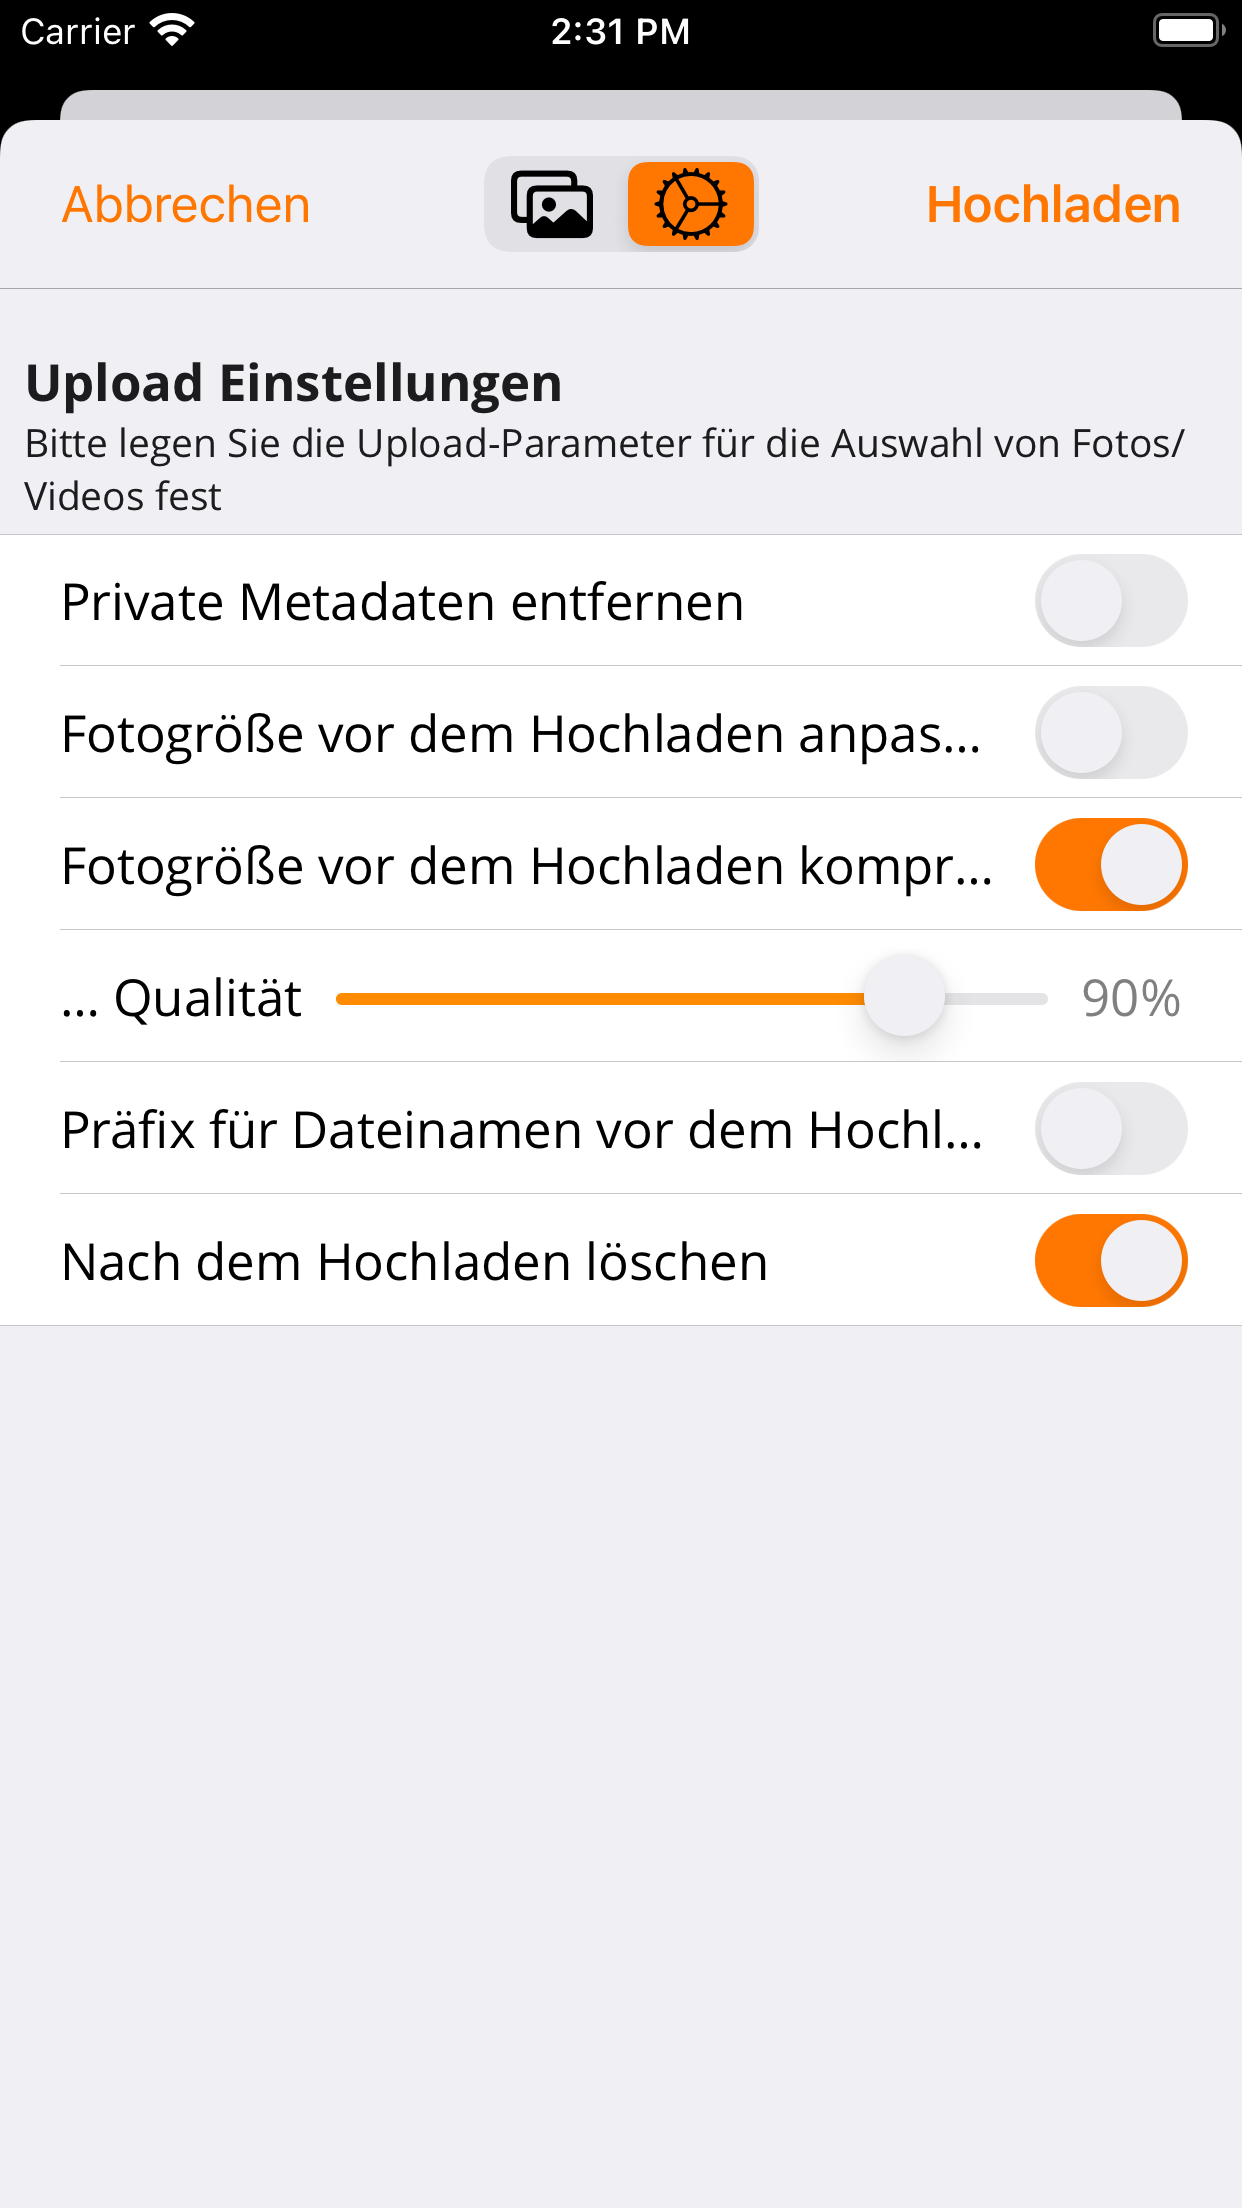 Carrier
2:31 PM
Abbrechen
Hochladen
Upload Einstellungen
Bitte legen Sie die Upload-Parameter für die Auswahl von Fotos/
Videos fest
Private Metadaten entfernen
Fotogröße vor dem Hochladen anpas...
Fotogröße vor dem Hochladen kompr...
... Qualität
90%
Präfix für Dateinamen vor dem Hochl...
Nach dem Hochladen löschen